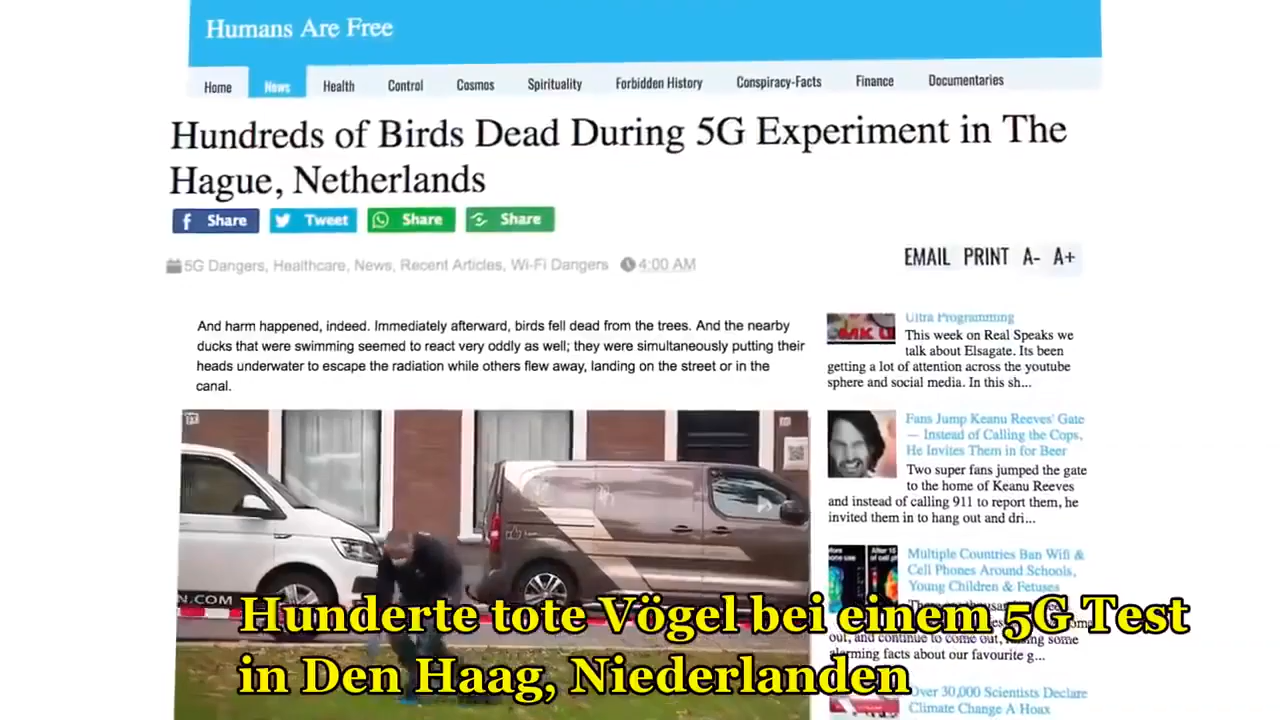 Humans Are Free
Home News Health Control Cosmos Spirituality Forbidden History Conspiracy-Facts Finance Documentaries
Hundreds of Birds Dead During 5G Experiment in The
Hague, Netherlands
Share Tweet Share Share
5G Dangers, Healthcare, News, Recent Articles, Wi-Fi Dangers 4:00 AM
EMAIL PRINT A- A+
And harm happened, indeed. Immediately afterward, birds fell dead from the trees. And the nearby
ducks that were swimming seemed to react very oddly as well; they were simultaneously putting their
heads underwater to escape the radiation while others flew away, landing on the street or in the
canal.
N.COM
Ultra Programming
This week on Real Speaks we
talk about Elsagate. Its been
getting a lot of attention across the youtube
sphere and social media. In this sh...
Fans Jump Keanu Reeves' Gate
— Instead of Calling the Cops,
He Invites Them in for Beer
Two super fans jumped the gate
to the home of Keanu Reeves
and instead of calling 911 to report them, he
invited them in to hang out and dri...
Multiple Countries Ban Wifi &
Cell Phones Around Schools,
Young Children & Fetuses
out, and continue to come out, some
alarming facts about our favourite g...
Over 30,000 Scientists Declare
Climate Change A Hoax
Hunderte tote Vögel bei einem 5G Test
in Den Haag, Niederlanden